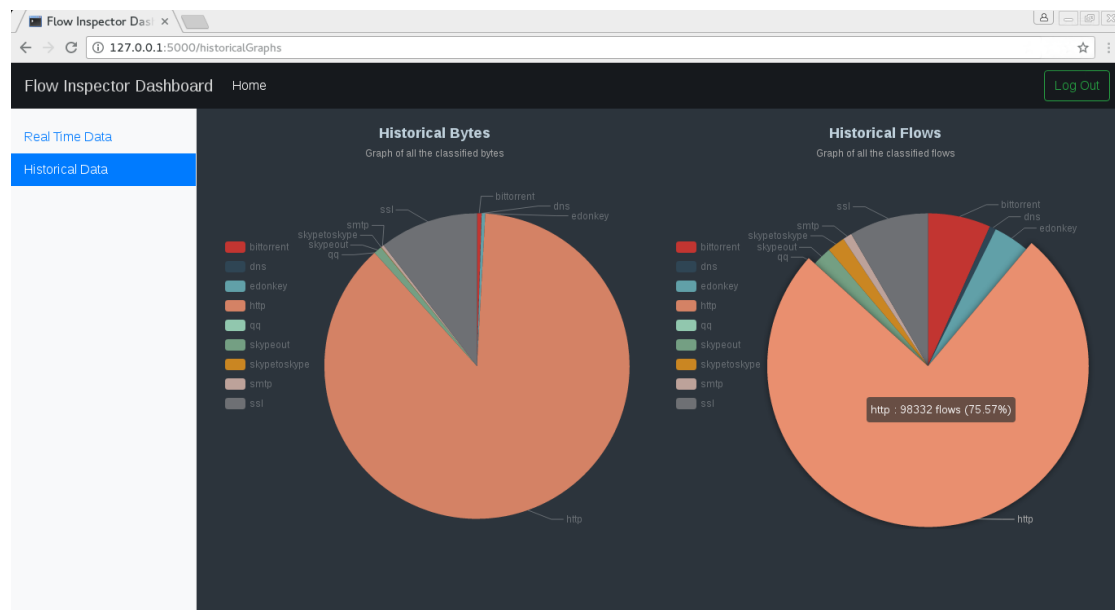 Flow Inspector Das
127.0.0.1:5000/historicalGraphs
Flow Inspector Dashboard Home Log Out
Real Time Data
Historical Data
Historical Bytes
Graph of all the classified bytes
bittorrent
dns
edonkey
ssl
smtp
skypetoskype
skypeout
qq
http
bittorrent
dns
edonkey
http
qq
skypeout
skypetoskype
smtp
ssl
Historical Flows
Graph of all the classified flows
bittorrent
dns
edonkey
ssl
smtp
skypetoskype
skypeout
qq
http
bittorrent
dns
edonkey
http
qq
skypeout
skypetoskype
smtp
ssl
http : 98332 flows (75.57%)